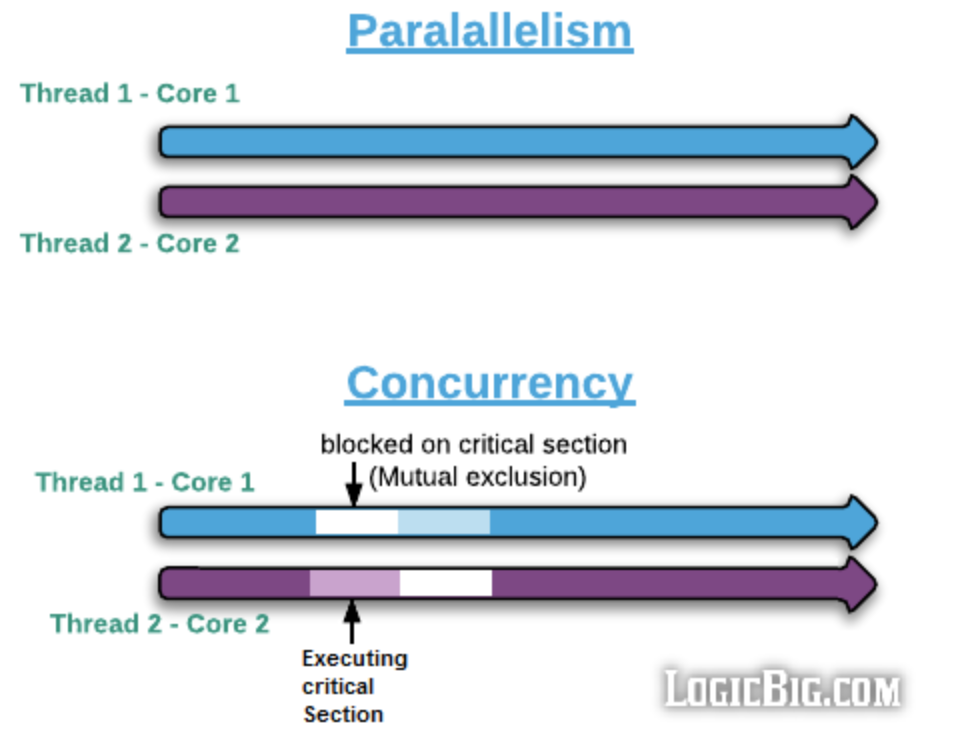 Paralallelism
Thread 1 - Core 1
Thread 2 - Core 2
Concurrency
blocked on critical section
(Mutual exclusion)
Thread 1 - Core 1
Thread 2 - Core 2
Executing
critical
Section
LOGICBIG.COM